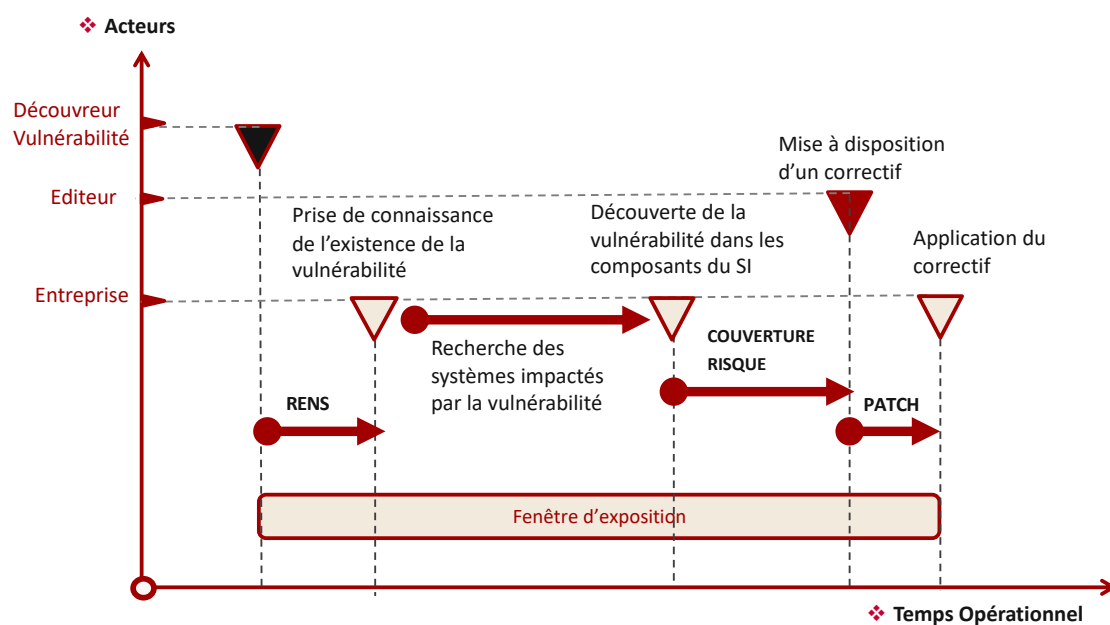 ❖ Acteurs
Découvreur
Vulnérabilité
Mise à disposition
d’un correctif
Editeur
Prise de connaissance
de l’existence de la
vulnérabilité
Découverte de la
vulnérabilité dans les
composants du SI
Application du
correctif
Entreprise
Recherche des
systèmes impactés
par la vulnérabilité
COUVERTURE
RISQUE
RENS
PATCH
Fenêtre d’exposition
❖ Temps Opérationnel